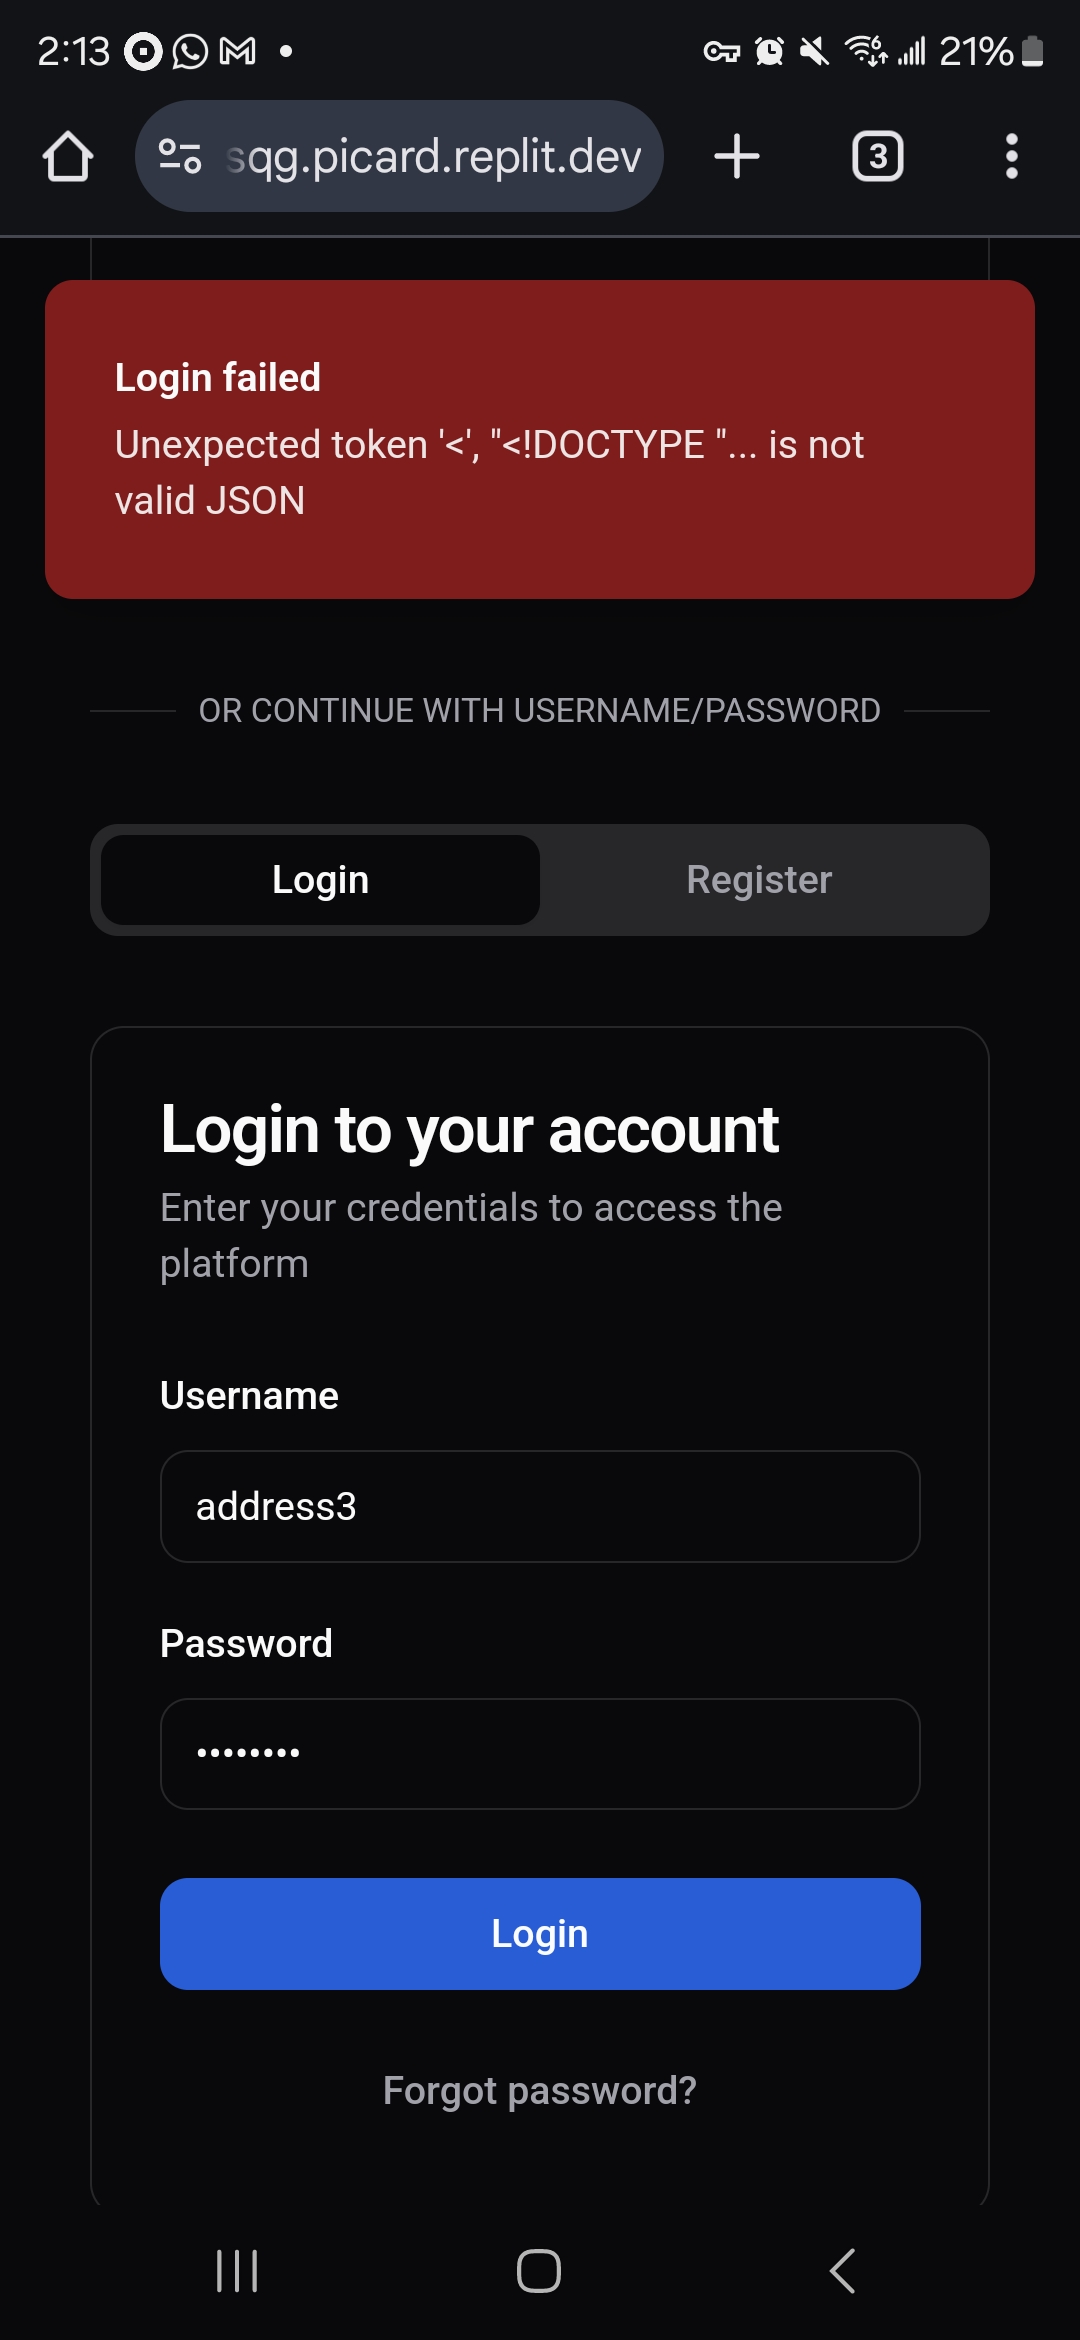 2:13
21%
sqg.picard.replit.dev
3
Login failed
Unexpected token '<', "<!DOCTYPE "... is not
valid JSON
OR CONTINUE WITH USERNAME/PASSWORD
Login
Register
Login to your account
Enter your credentials to access the
platform
Username
address3
Password
••••••••
Login
Forgot password?